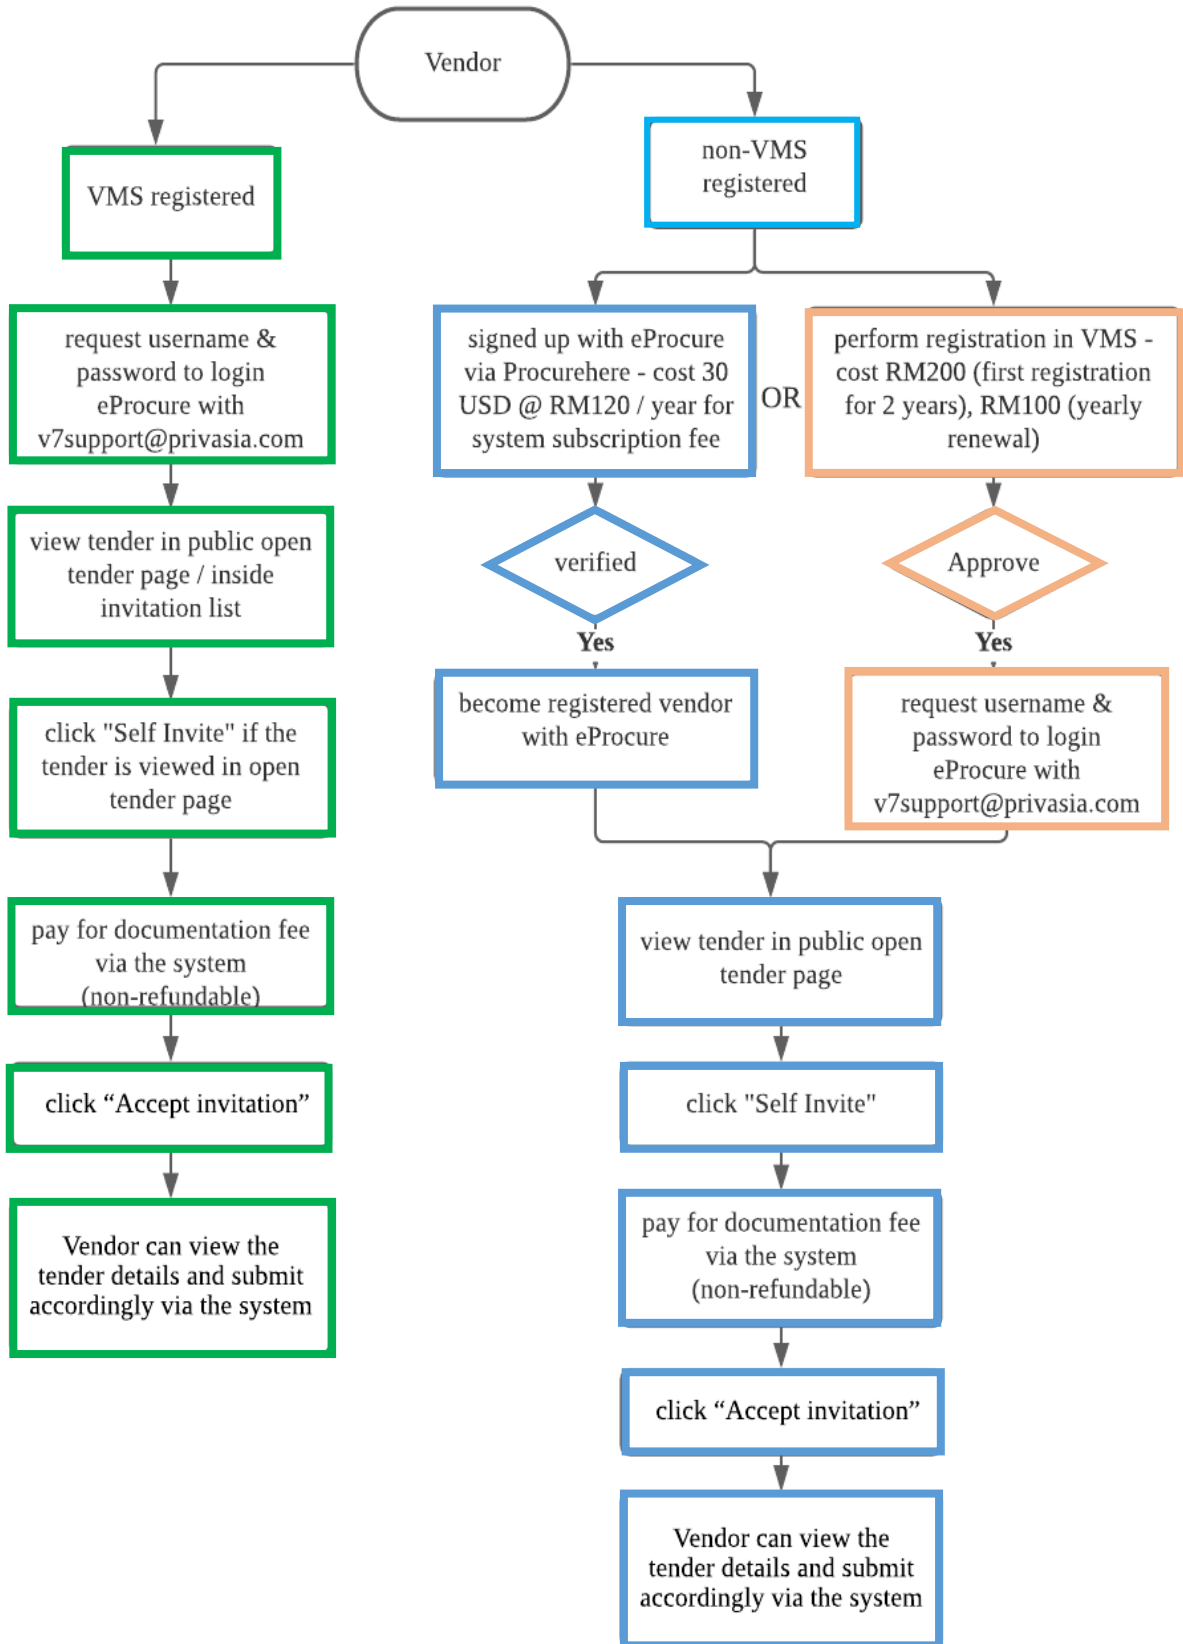 Vendor
VMS registered
request username &
password to login
eProcure with
v7support@privasia.com
view tender in public open
tender page / inside
invitation list
click "Self Invite" if the
tender is viewed in open
tender page
pay for documentation fee
via the system
(non-refundable)
click “Accept invitation”
Vendor can view the
tender details and submit
accordingly via the system
non-VMS
registered
signed up with eProcure
via Procurehere - cost 30
USD @ RM120 / year for
system subscription fee
OR
perform registration in VMS -
cost RM200 (first registration
for 2 years), RM100 (yearly
renewal)
verified
Yes
become registered vendor
with eProcure
Approve
Yes
request username &
password to login
eProcure with
v7support@privasia.com
view tender in public open
tender page
click "Self Invite"
pay for documentation fee
via the system
(non-refundable)
click “Accept invitation”
Vendor can view the
tender details and submit
accordingly via the system